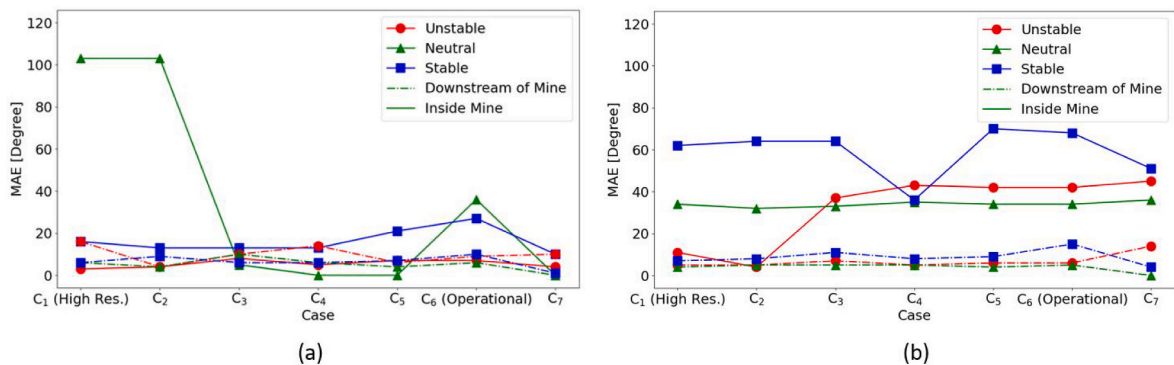 120
100
80
60
40
20
0
MAE [Degree]
Unstable
Neutral
Stable
Downstream of Mine
Inside Mine
C₁ (High Res.) C₂ C₃ C₄ C₅ C₆ (Operational) C₇
Case
(a)
120
100
80
60
40
20
0
MAE [Degree]
Unstable
Neutral
Stable
Downstream of Mine
Inside Mine
C₁ (High Res.) C₂ C₃ C₄ C₅ C₆ (Operational) C₇
Case
(b)